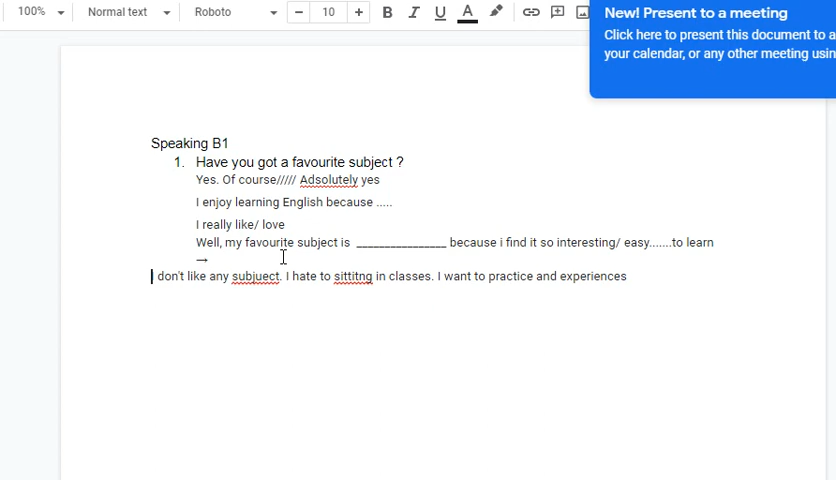 100% Normal text Roboto − 10 + B I U A
New! Present to a meeting
Click here to present this document to a
your calendar, or any other meeting usin
Speaking B1
1. Have you got a favourite subject ?
Yes. Of course///// Adsolutely yes
I enjoy learning English because .....
I really like/ love
Well, my favourite subject is ________________ because i find it so interesting/ easy.......to learn
→
don't like any subjuect. I hate to sittitng in classes. I want to practice and experiences